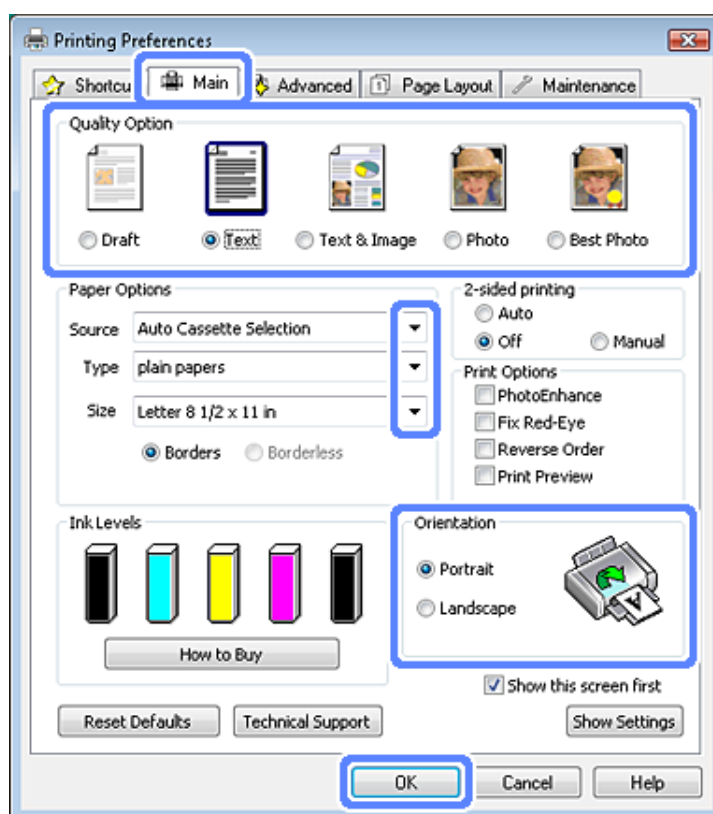 Printing Preferences
Shortcu Main Advanced 1 Page Layout Maintenance
Quality Option
Draft Text Text & Image Photo Best Photo
Paper Options
Source Auto Cassette Selection
Type plain papers
Size Letter 8 1/2 x 11 in
Borders Borderless
2-sided printing
Auto
Off Manual
Print Options
PhotoEnhance
Fix Red-Eye
Reverse Order
Print Preview
Ink Levels
How to Buy
Orientation
Portrait
Landscape
A
Show this screen first
Reset Defaults Technical Support Show Settings
OK Cancel Help